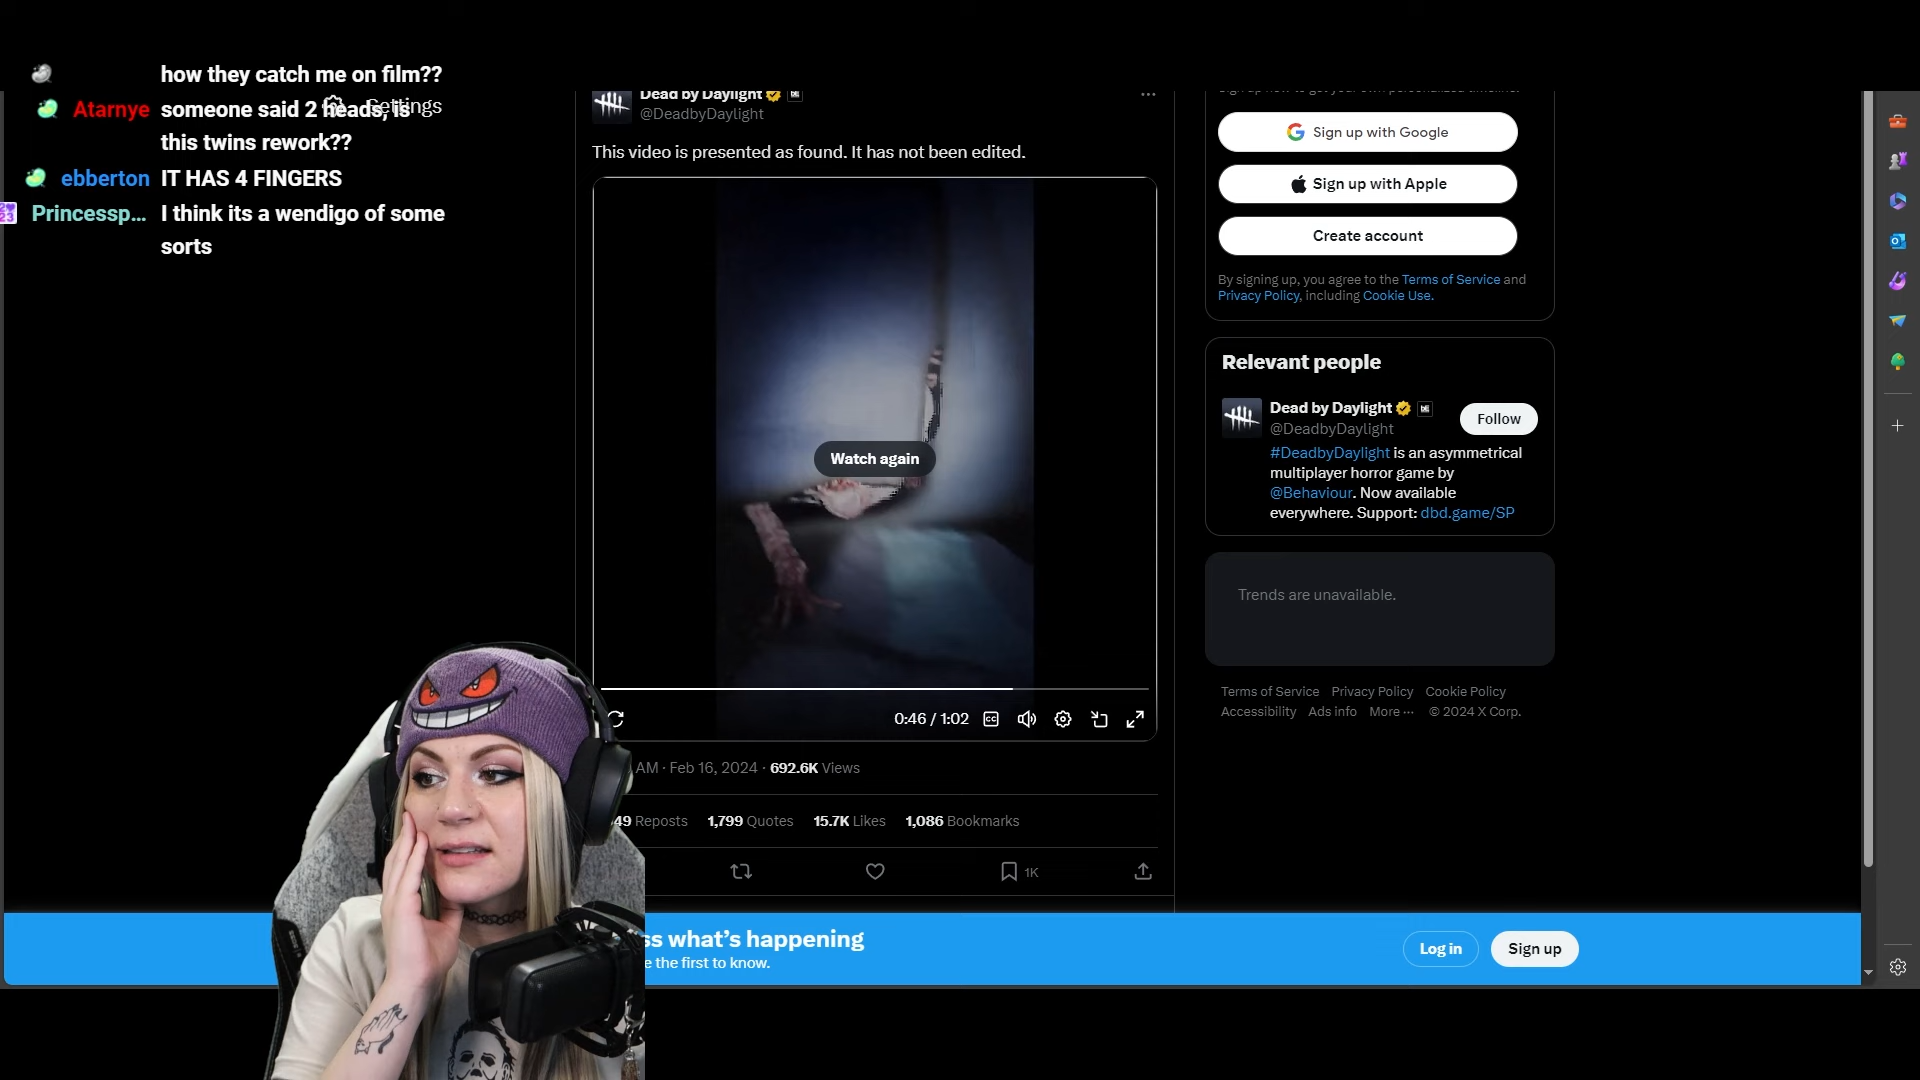 how they catch me on film??
Atarnye someone said 2 heads, is
Settings
this twins rework??
ebberton IT HAS 4 FINGERS
Princessp... I think its a wendigo of some
sorts
Dead by Daylight
@DeadbyDaylight
This video is presented as found. It has not been edited.
Watch again
0:46 / 1:02
AM · Feb 16, 2024 · 692.6K Views
49 Reposts 1,799 Quotes 15.7K Likes 1,086 Bookmarks
1K
Sign up with Google
Sign up with Apple
Create account
By signing up, you agree to the Terms of Service and
Privacy Policy, including Cookie Use.
Relevant people
Dead by Daylight
@DeadbyDaylight
Follow
#DeadbyDaylight is an asymmetrical
multiplayer horror game by
@Behaviour. Now available
everywhere. Support: dbd.game/SP
Trends are unavailable.
Terms of Service Privacy Policy Cookie Policy
Accessibility Ads info More ··· © 2024 X Corp.
ss what's happening
e the first to know.
Log in
Sign up